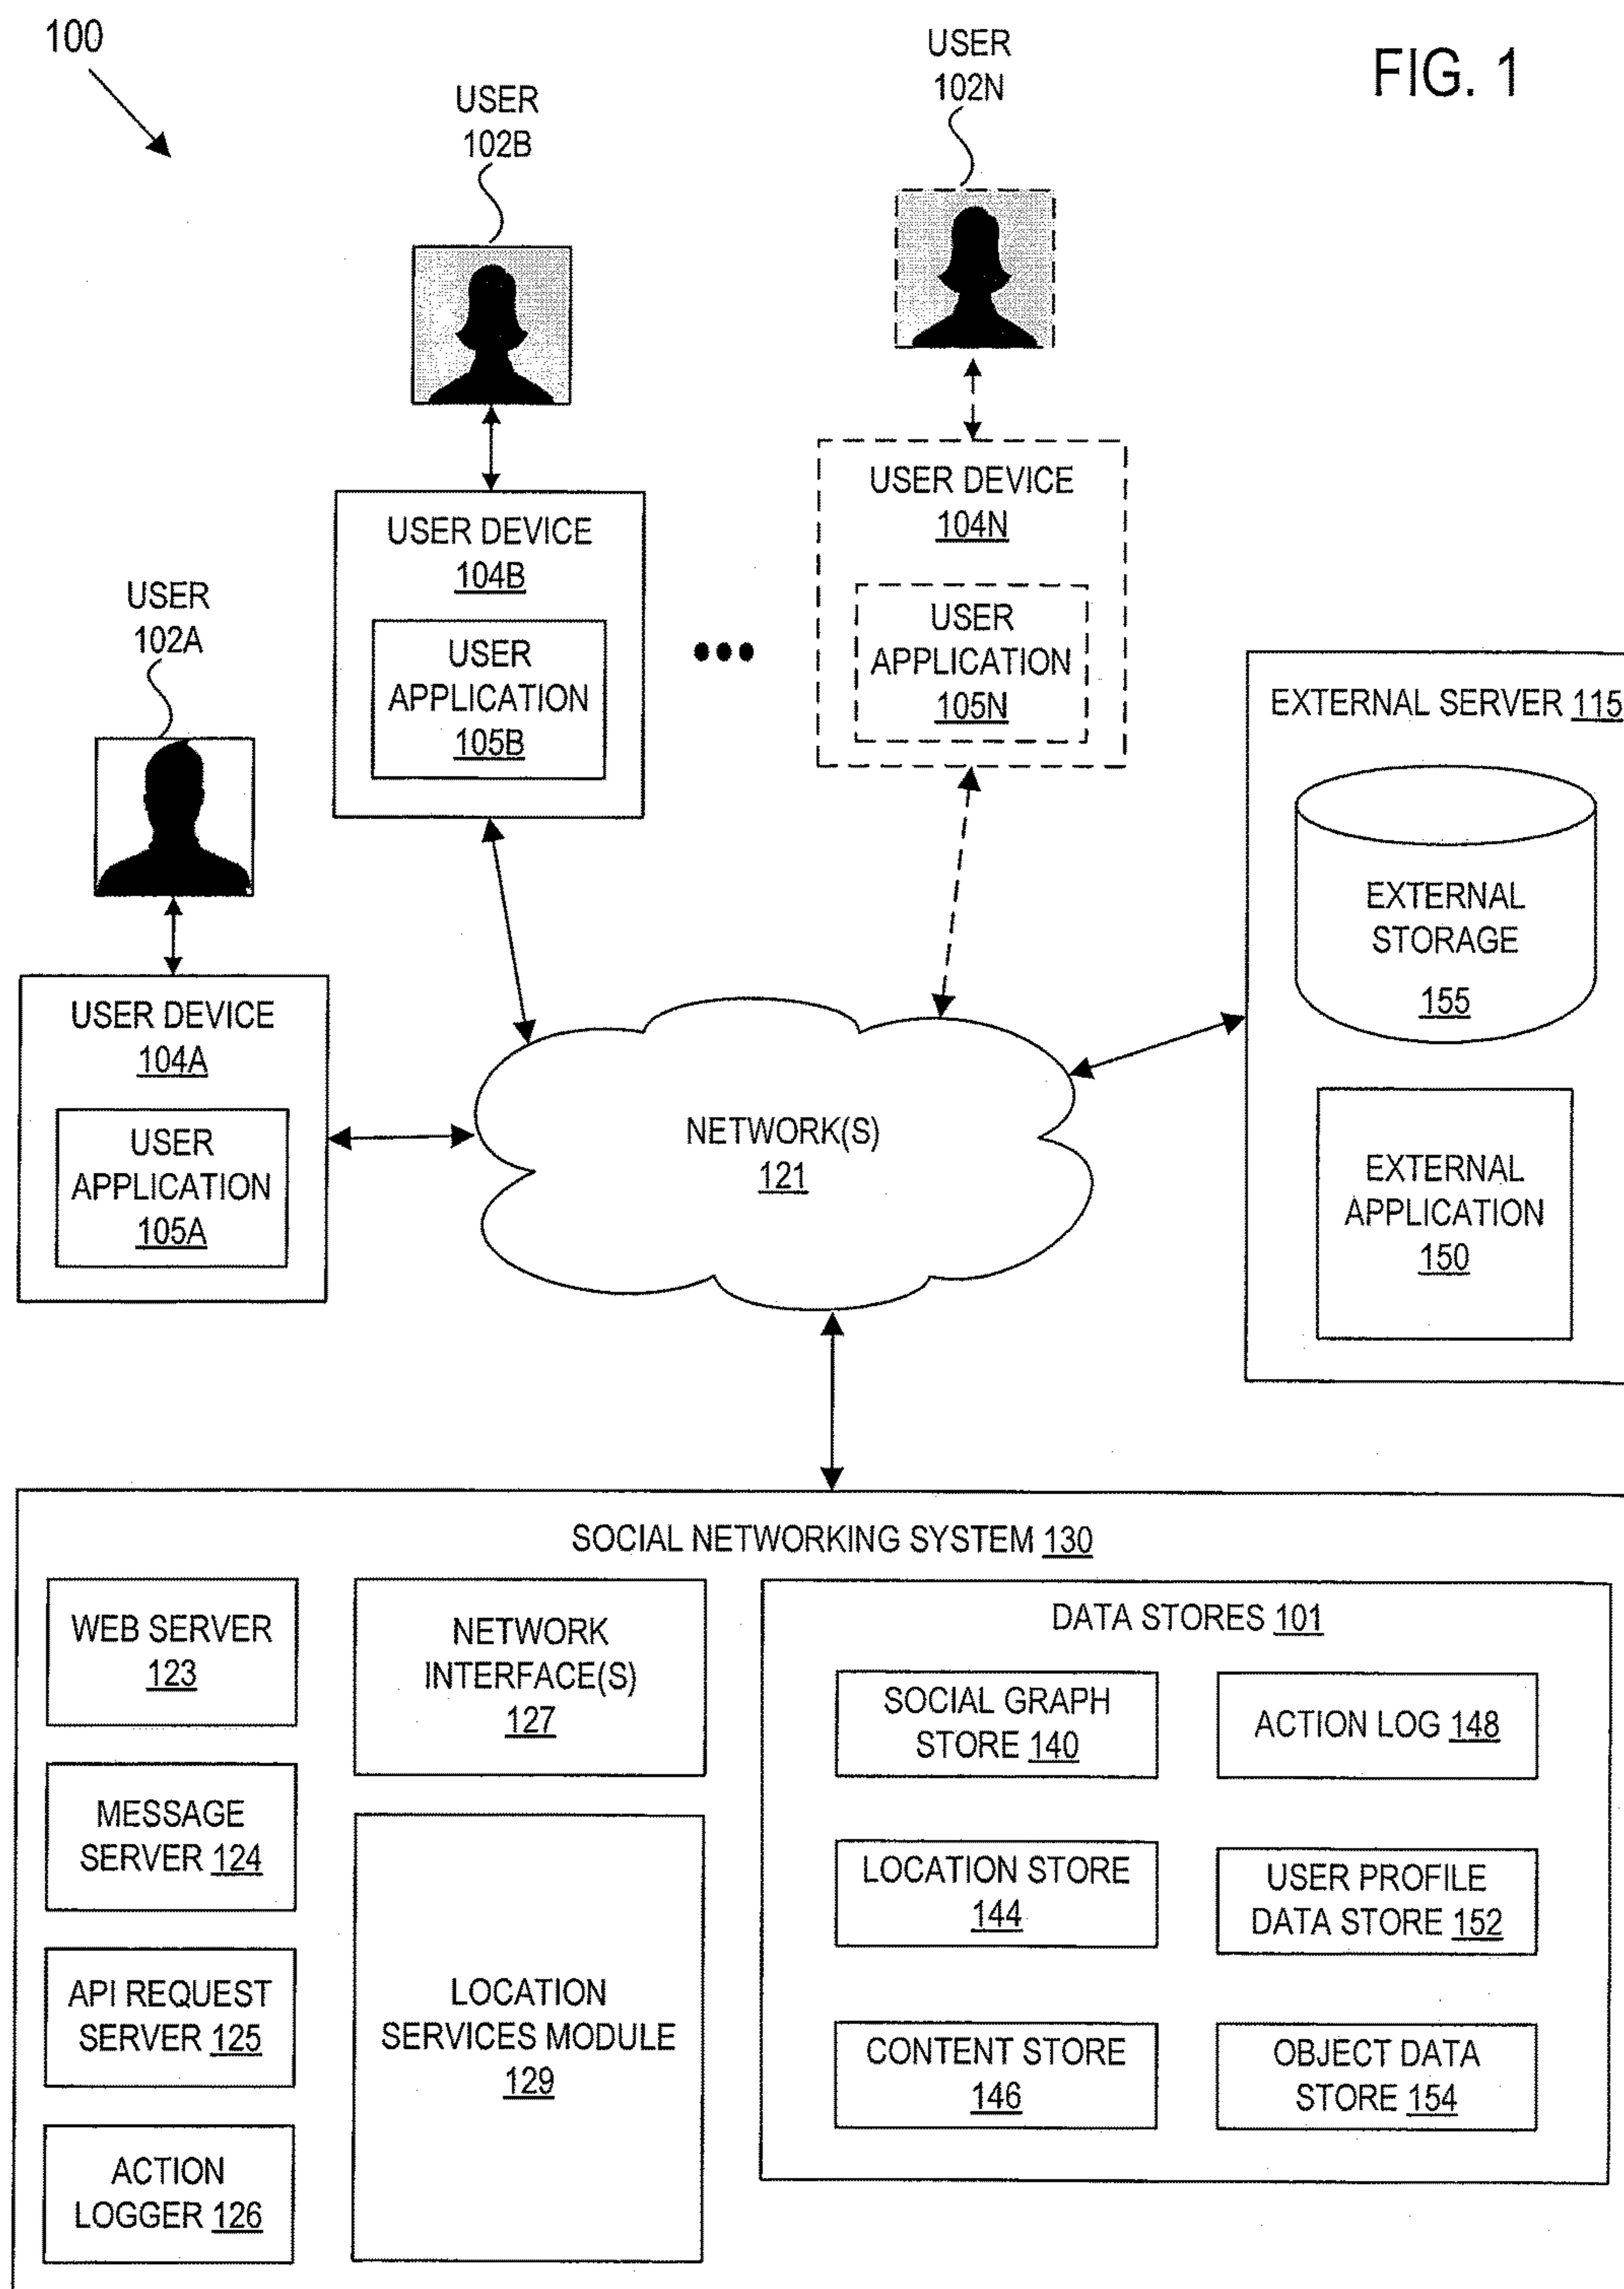 100
FIG. 1
USER
102B
USER
102N
USER
102A
USER DEVICE
104B
USER
APPLICATION
105B
USER DEVICE
104N
USER
APPLICATION
105N
USER DEVICE
104A
USER
APPLICATION
105A
NETWORK(S)
121
EXTERNAL SERVER 115
EXTERNAL
STORAGE
155
EXTERNAL
APPLICATION
150
SOCIAL NETWORKING SYSTEM 130
WEB SERVER
123
MESSAGE
SERVER 124
API REQUEST
SERVER 125
ACTION
LOGGER 126
NETWORK
INTERFACE(S)
127
LOCATION
SERVICES MODULE
129
DATA STORES 101
SOCIAL GRAPH
STORE 140
ACTION LOG 148
LOCATION STORE
144
USER PROFILE
DATA STORE 152
CONTENT STORE
146
OBJECT DATA
STORE 154